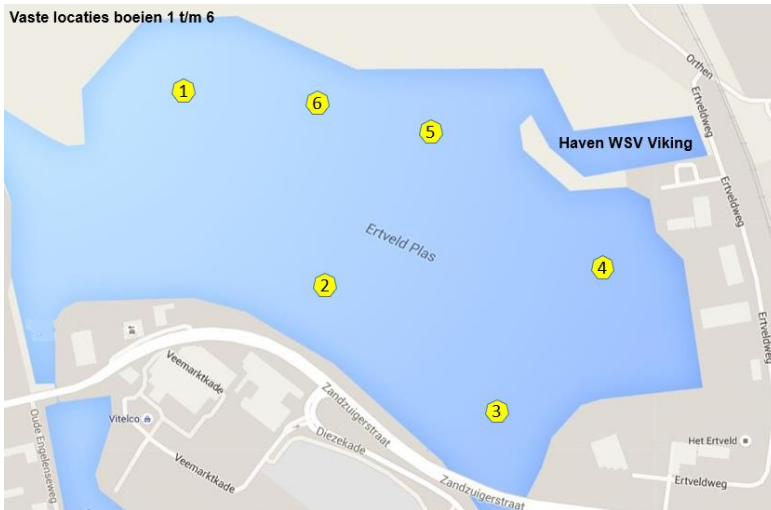 Vaste locaties boeien 1 t/m 6
Orthen
Ertveldweg
1
6
5
Haven WSV Viking
Ertveldweg
Ertveld Plas
4
2
Ertveldweg
Veemarktkade
Zandzuigerstraat
3
Vitelco
Diezekade
Het Ertveld
Oude Engelenseweg
Veemarktkade
Zandzuigerstraat
Ertveldweg